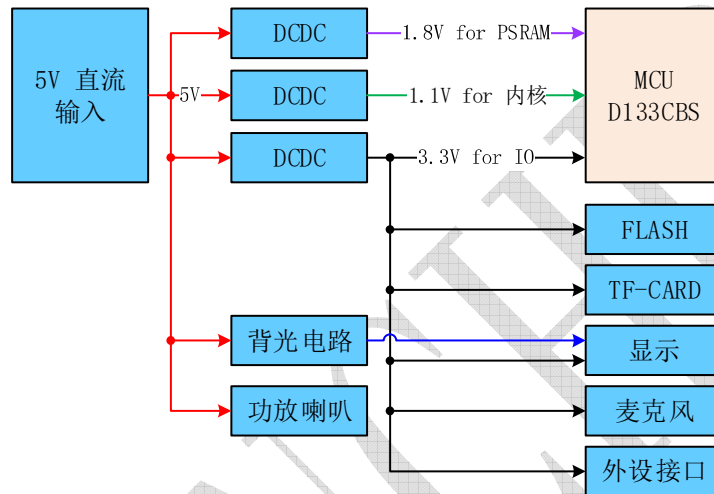 5V 直流
输入
5V
DCDC
1.8V for PSRAM
DCDC
1.1V for 内核
DCDC
3.3V for IO
MCU
D133CBS
FLASH
TF-CARD
背光电路
显示
功放喇叭
麦克风
外设接口